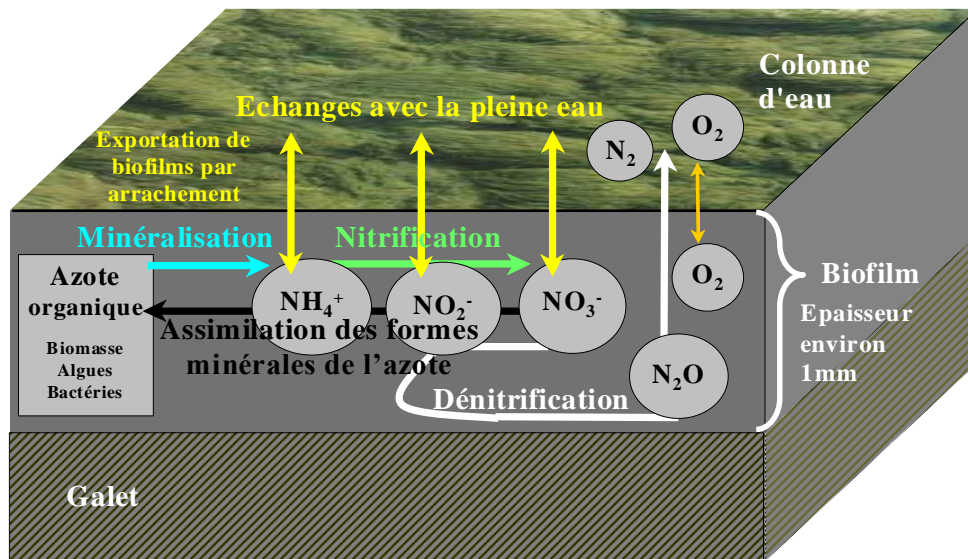 Colonne
d'eau
Echanges avec la pleine eau
Exportation de
biofilms par
arrachement
N₂
O₂
Minéralisation
Nitrification
Azote
organique
Biomasse
Algues
Bactéries
NH₄⁺
NO₂⁻
NO₃⁻
O₂
Biofilm
Epaisseur
environ
1mm
Assimilation des formes
minérales de l’azote
N₂O
Dénitrification
Galet